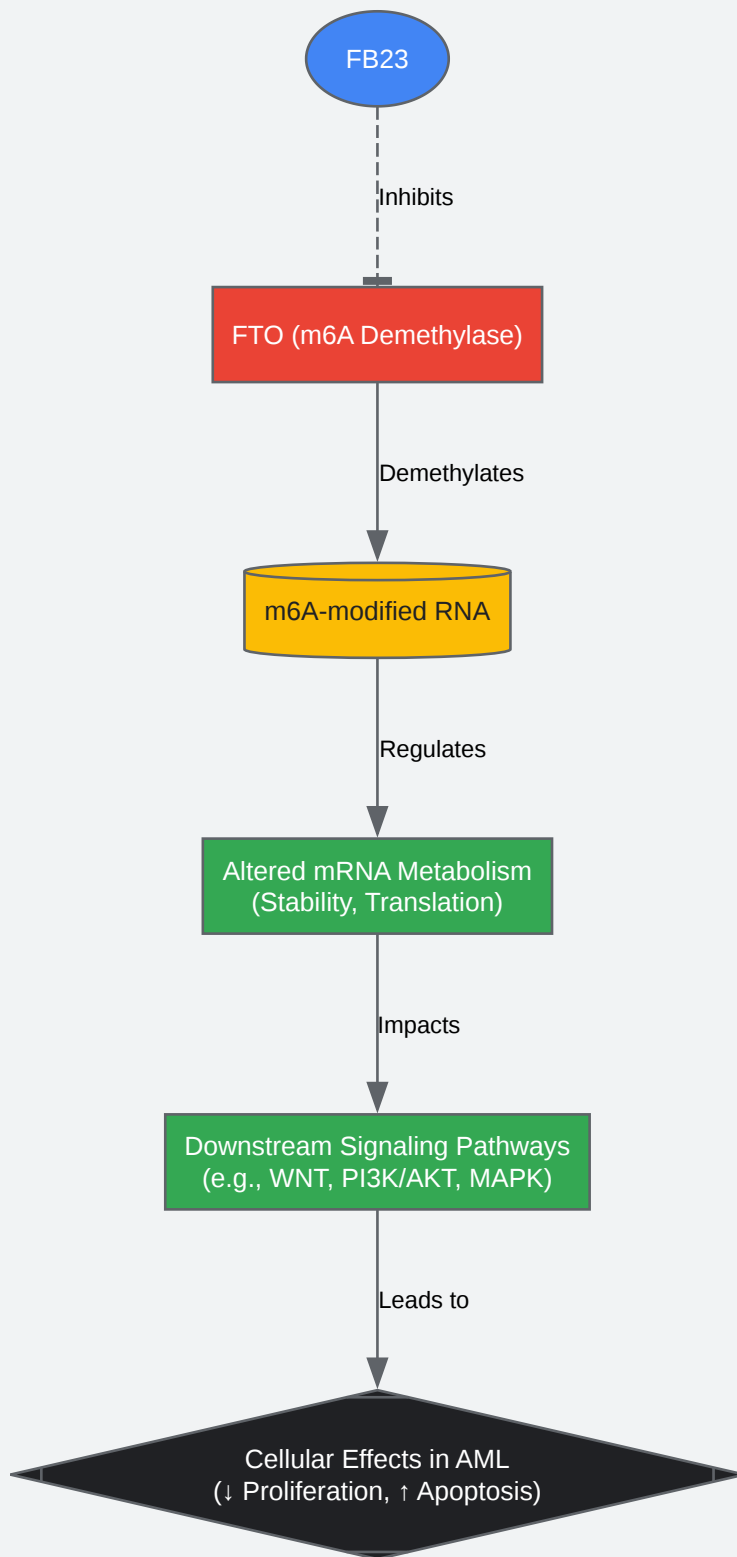 FB23
Inhibits
FTO (m6A Demethylase)
Demethylates
m6A-modified RNA
Regulates
Altered mRNA Metabolism
(Stability, Translation)
Impacts
Downstream Signaling Pathways
(e.g., WNT, PI3K/AKT, MAPK)
Leads to
Cellular Effects in AML
(↓ Proliferation, ↑ Apoptosis)